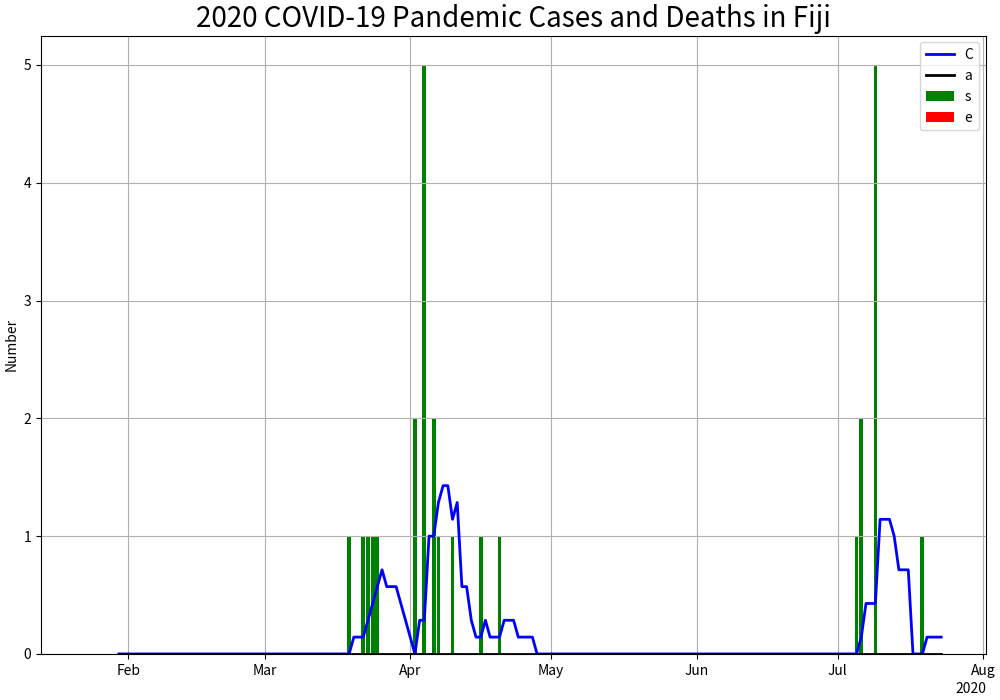 2020 COVID-19 Pandemic Cases and Deaths in Fiji
C
a
s
e
5
4
3
2
1
0
Number
Feb
Mar
Apr
May
Jun
Jul
Aug
2020